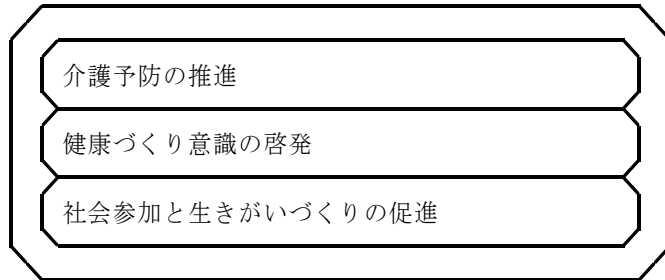 介護予防の推進
健康づくり意識の啓発
社会参加と生きがいづくりの促進